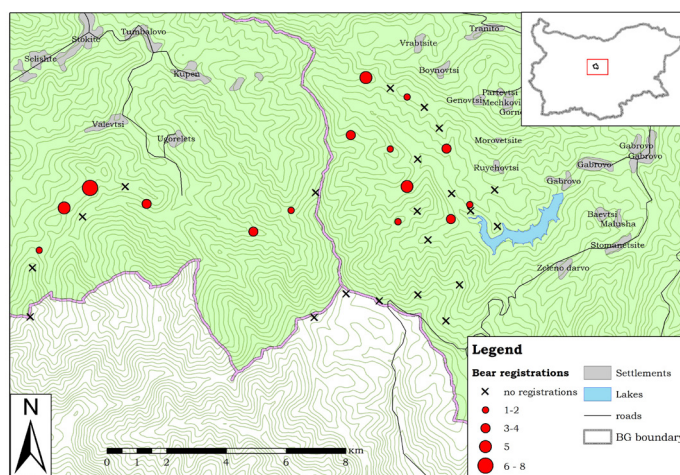 Tranito
Tumbalovo
Stokite
Vrabtsite
Selishte
Kupen
Boynovtsi
Partevtsi
Genovtsi
Mechkovi
Gorne
Valevtsi
Ugorelets
Morovetsite
Gabrovo
Gabrovo
Gabrovo
Ruychovtsi
Gabrovo
Baevtsi
Malusha
Stomanetsite
Zeleno darvo
Legend
Bear registrations
no registrations
1-2
3-4
5
6 - 8
Settlements
Lakes
roads
BG boundary
N
0 2 4 6 8
KM